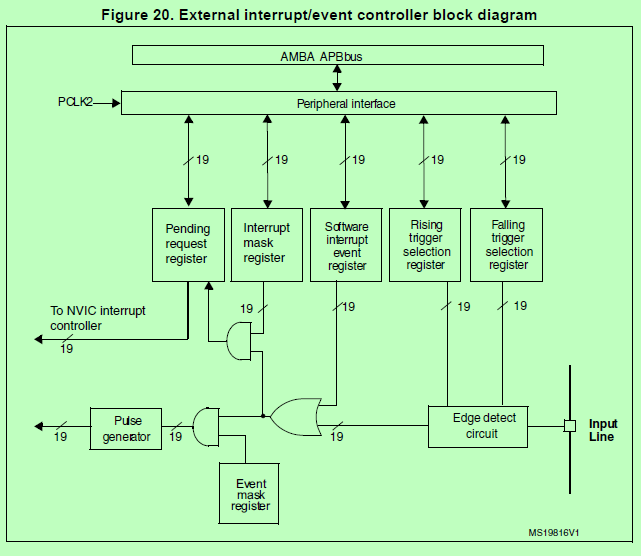 Figure 20. External interrupt/event controller block diagram
AMBA APB bus
PCLK2
Peripheral interface
19
19
19
19
19
Pending
request
register
Interrupt
mask
register
Software
interrupt
event
register
Rising
trigger
selection
register
Falling
trigger
selection
register
To NVIC interrupt
controller
19
19
19
19
19
Pulse
generator
19
19
19
Edge detect
circuit
Input
Line
Event
mask
register
MS19816V1